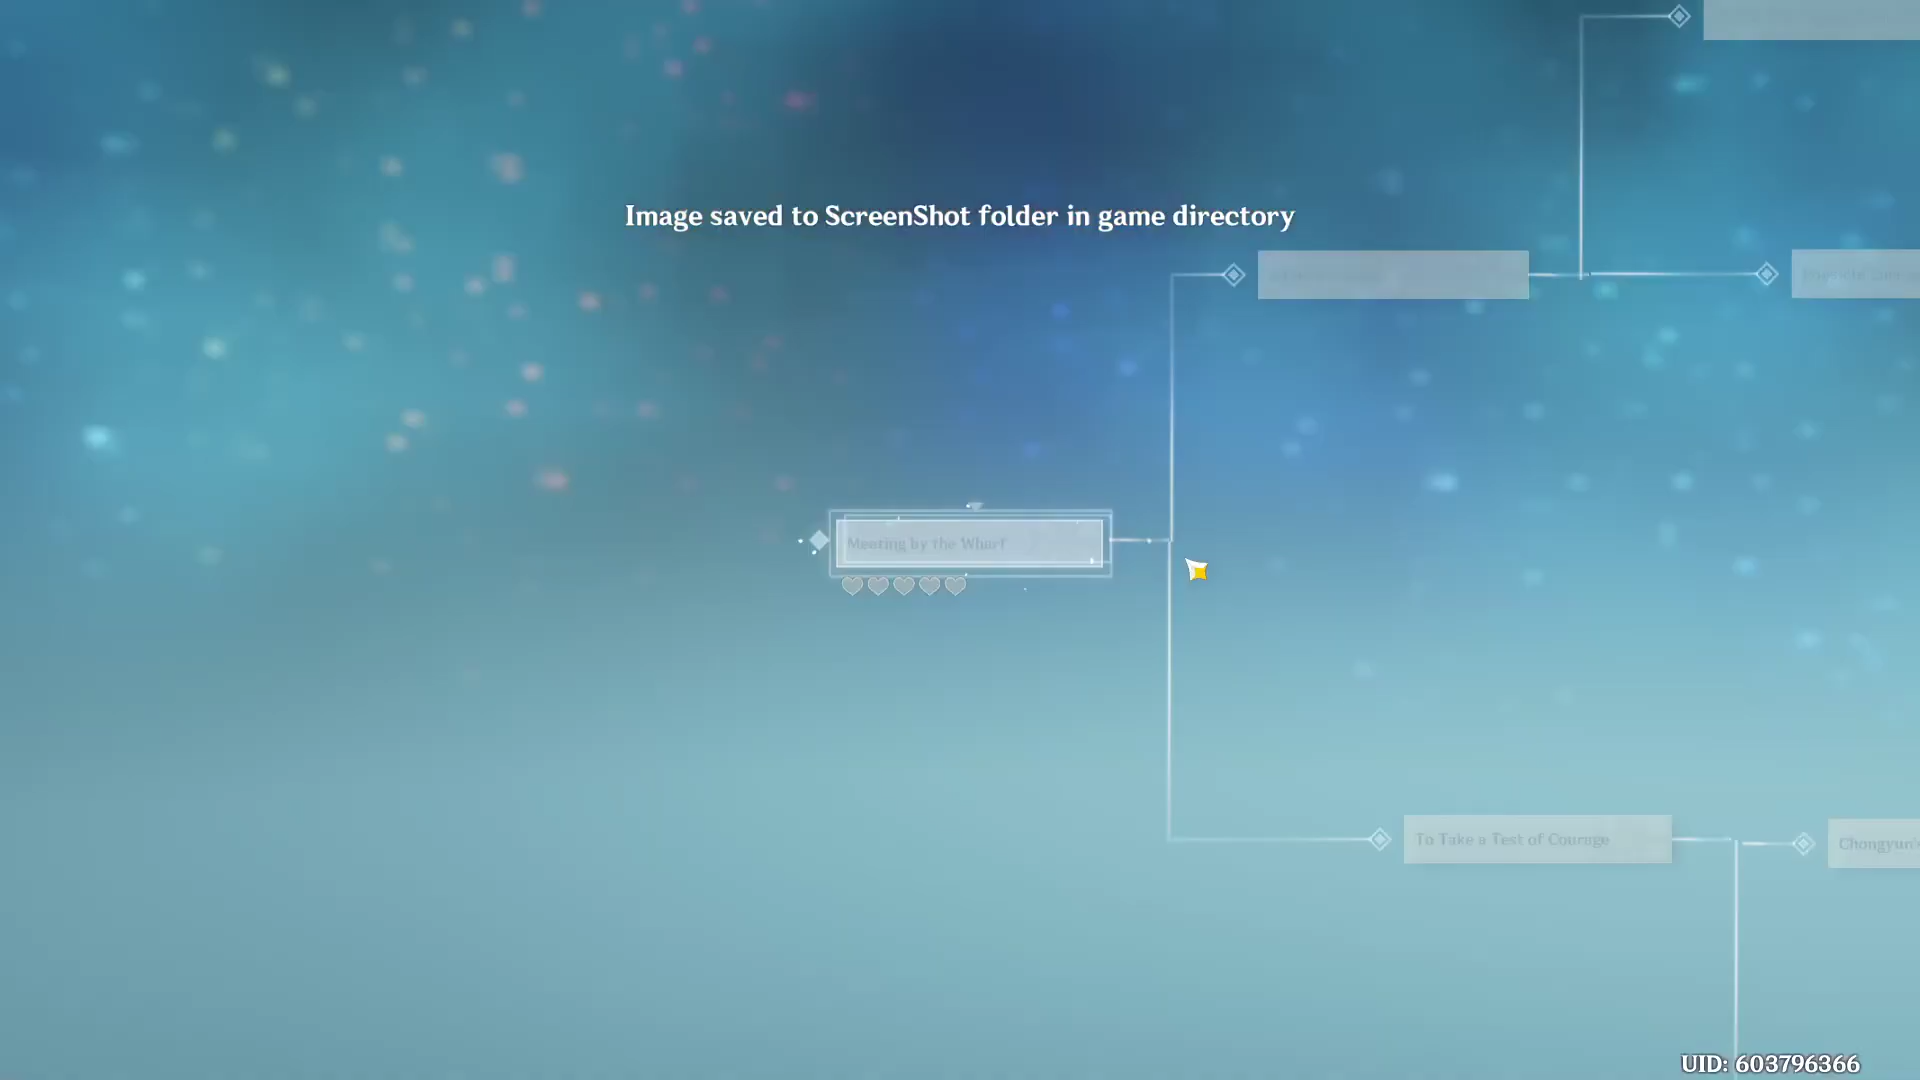 Image saved to ScreenShot folder in game directory
Meeting by the Wharf
To Take a Test of Courage
Chongyun's
UID: 603796366